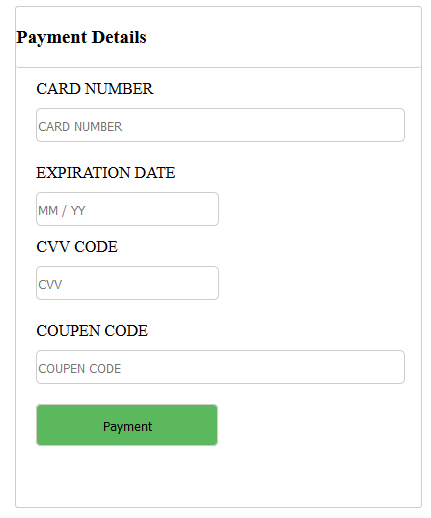 Payment Details
CARD NUMBER
CARD NUMBER
EXPIRATION DATE
MM / YY
CVV CODE
CVV
COUPEN CODE
COUPEN CODE
Payment